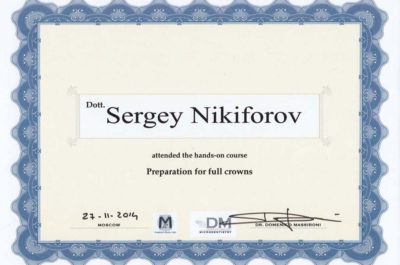 Dott. Sergey Nikiforov
attended the hands-on course
Preparation for full crowns
27-11-2014
MOSCOW
M
DM
MICRODENTISTRY
DR. DOMENICO MASSIRONI